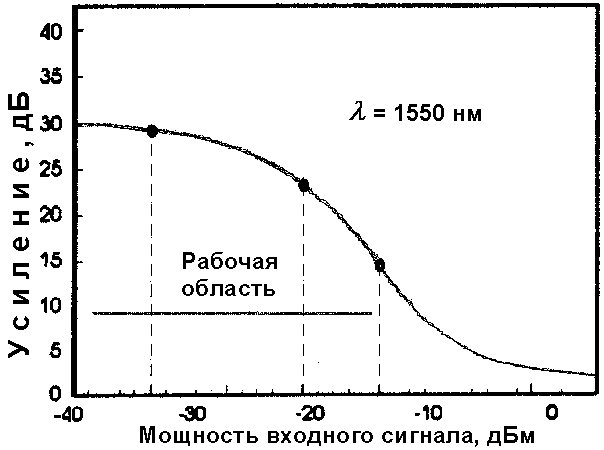 40
35
30
25
20
15
10
5
0
Усиление, дБ
λ = 1550 нм
Рабочая
область
-40 -30 -20 -10 0
Мощность входного сигнала, дБм